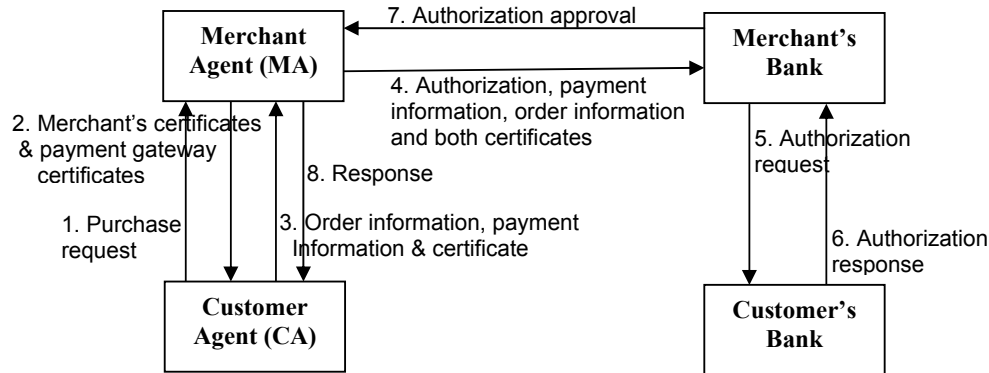 7. Authorization approval
Merchant
Agent (MA)
Merchant’s
Bank
4. Authorization, payment
information, order information
and both certificates
2. Merchant’s certificates
& payment gateway
certificates
5. Authorization
request
8. Response
1. Purchase
request
3. Order information, payment
Information & certificate
6. Authorization
response
Customer
Agent (CA)
Customer’s
Bank